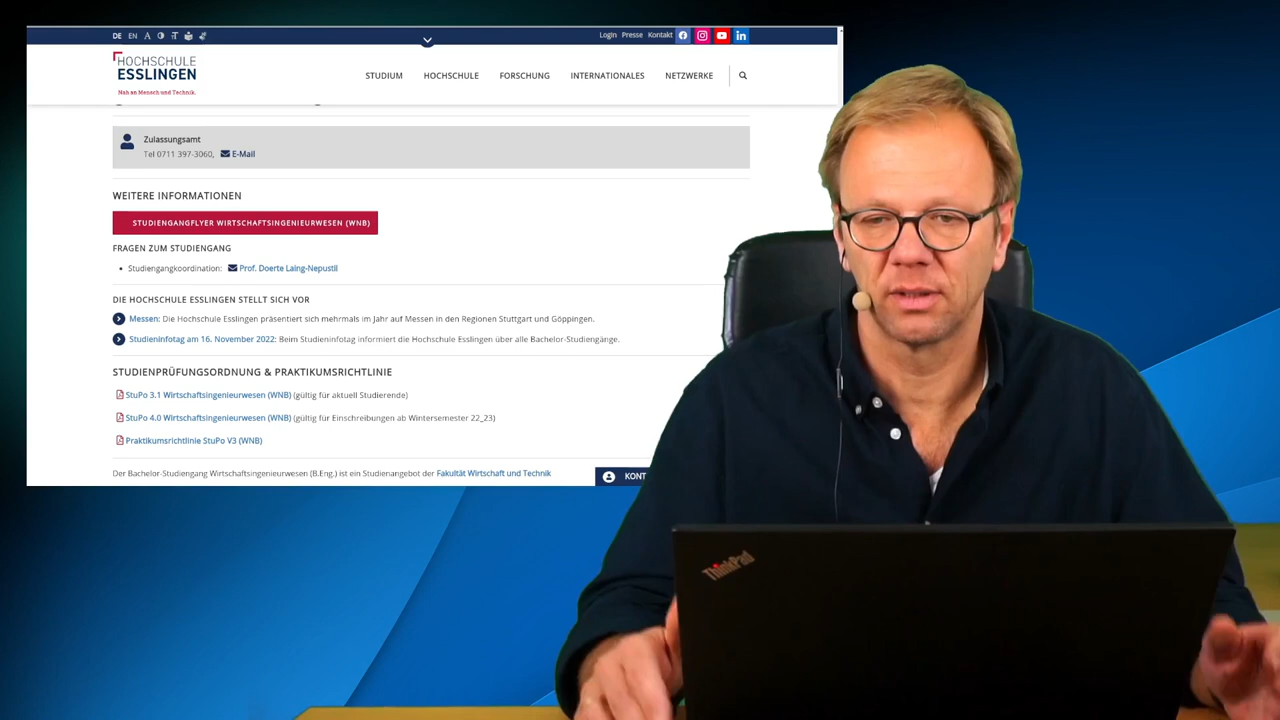 DE EN A
Login Presse Kontakt
HOCHSCHULE
ESSLINGEN
Nah an Mensch und Technik.
STUDIUM HOCHSCHULE FORSCHUNG INTERNATIONALES NETZWERKE
Zulassungsamt
Tel 0711 397-3060, E-Mail
WEITERE INFORMATIONEN
STUDIENGANGFLYER WIRTSCHAFTSINGENIEURWESEN (WNB)
FRAGEN ZUM STUDIENGANG
• Studiengangkoordination: Prof. Doerte Laing-Nepustil
DIE HOCHSCHULE ESSLINGEN STELLT SICH VOR
Messen: Die Hochschule Esslingen präsentiert sich mehrmals im Jahr auf Messen in den Regionen Stuttgart und Göppingen.
Studieninfotag am 16. November 2022: Beim Studieninfotag informiert die Hochschule Esslingen über alle Bachelor-Studiengänge.
STUDIENPRÜFUNGSORDNUNG & PRAKTIKUMSRICHTLINIE
StuPo 3.1 Wirtschaftsingenieurwesen (WNB) (gültig für aktuell Studierende)
StuPo 4.0 Wirtschaftsingenieurwesen (WNB) (gültig für Einschreibungen ab Wintersemester 22_23)
Praktikumsrichtlinie StuPo V3 (WNB)
Der Bachelor-Studiengang Wirtschaftsingenieurwesen (B.Eng.) ist ein Studienangebot der Fakultät Wirtschaft und Technik
KONT
ThinkPad